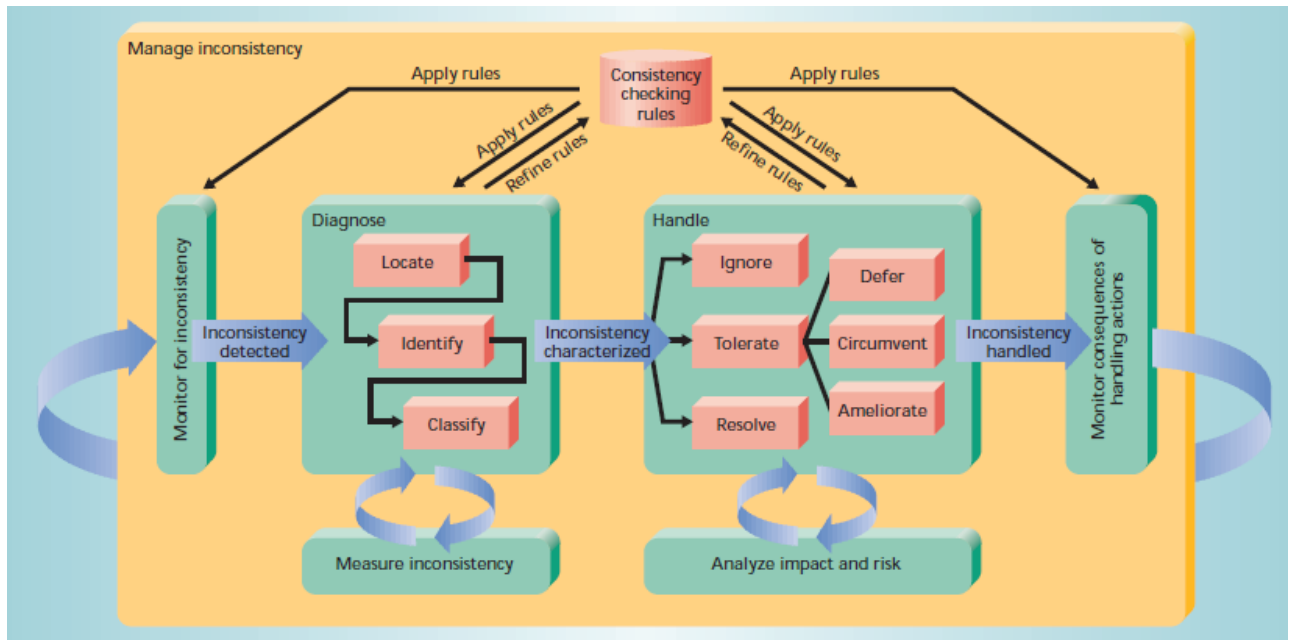 Manage inconsistency
Apply rules
Consistency
checking
rules
Apply rules
Apply rules
Refine rules
Apply rules
Refine rules
Monitor for inconsistency
Inconsistency
detected
Diagnose
Locate
Identify
Classify
Inconsistency
characterized
Handle
Ignore
Tolerate
Resolve
Defer
Circumvent
Ameliorate
Inconsistency
handled
Monitor consequences of
handling actions
Measure inconsistency
Analyze impact and risk